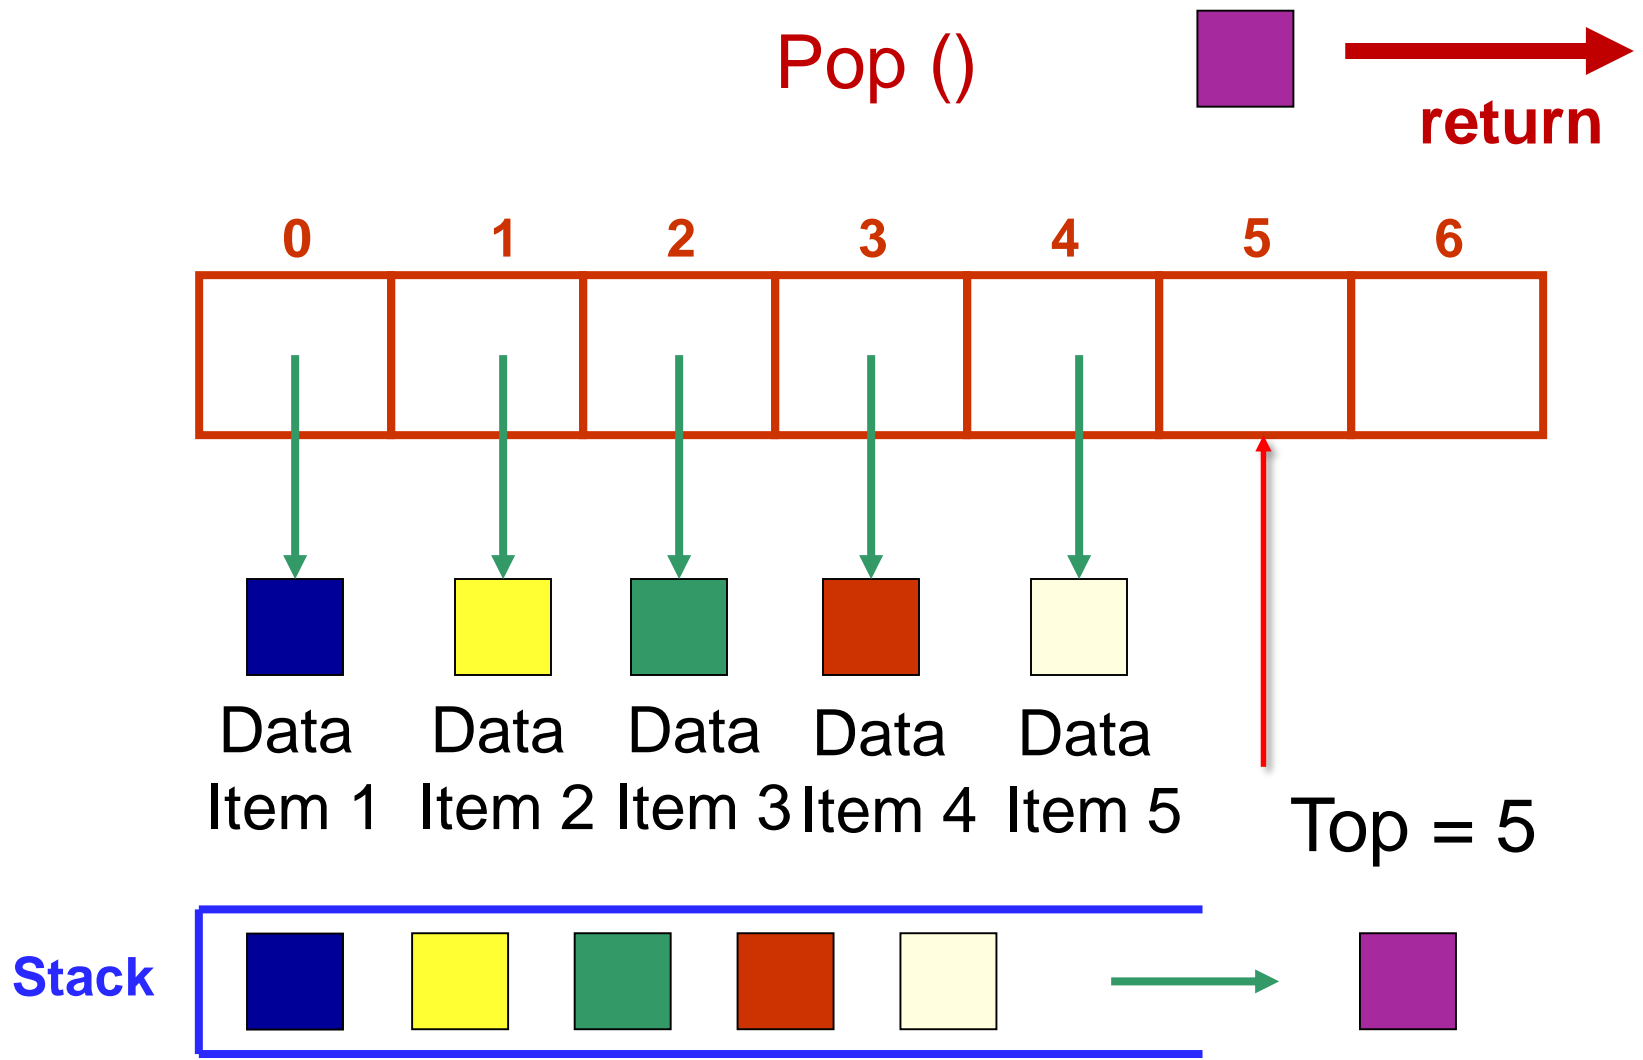 Pop ()
return
0 1 2 3 4 5 6
Data Data Data Data Data
Item 1 Item 2 Item 3 Item 4 Item 5
Top = 5
Stack